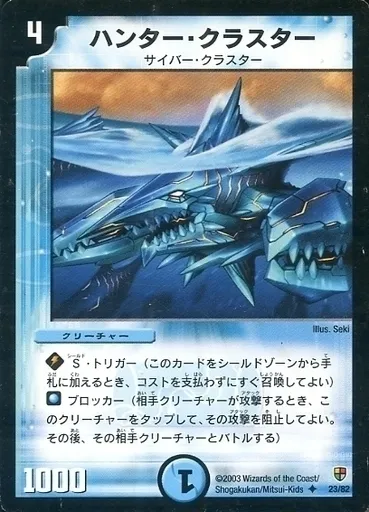 4
ハンター・クラスター
サイバー・クラスター
Illus. Seki
クリーチャー
S・トリガー（このカードをシールドゾーンから手
札に加えるとき、コストを支払わずにすぐ召喚してよい）
ブロッカー（相手クリーチャーが攻撃するとき、こ
のクリーチャーをタップして、その攻撃を阻止してよい。
その後、その相手クリーチャーとバトルする）
1000
1
©2003 Wizards of the Coast/
Shogakukan/Mitsui-Kids
23/82